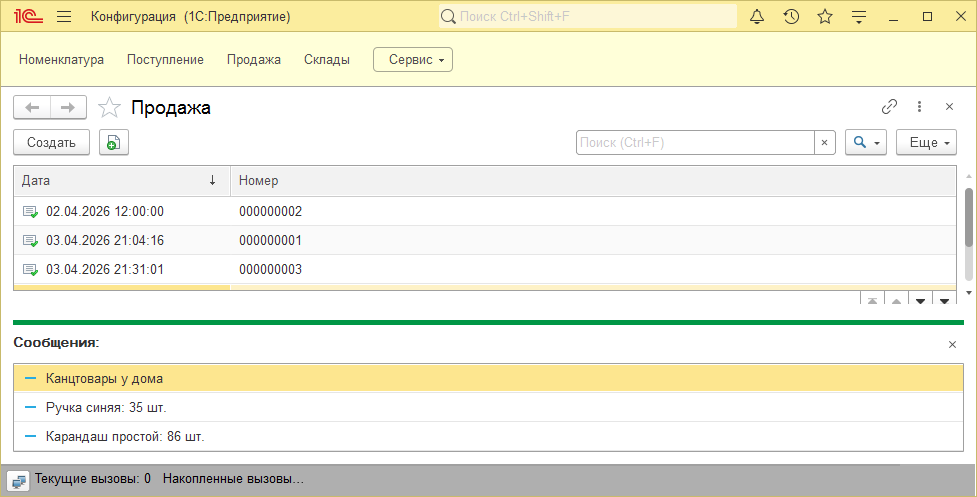 1С Конфигурация (1С:Предприятие) Поиск Ctrl+Shift+F
Номенклатура Поступление Продажа Склады Сервис
Продажа
Создать Поиск (Ctrl+F) × Еще
Дата ↓ Номер
02.04.2026 12:00:00 000000002
03.04.2026 21:04:16 000000001
03.04.2026 21:31:01 000000003
Сообщения:
Канцтовары у дома
Ручка синяя: 35 шт.
Карандаш простой: 86 шт.
Текущие вызовы: 0 Накопленные вызовы...